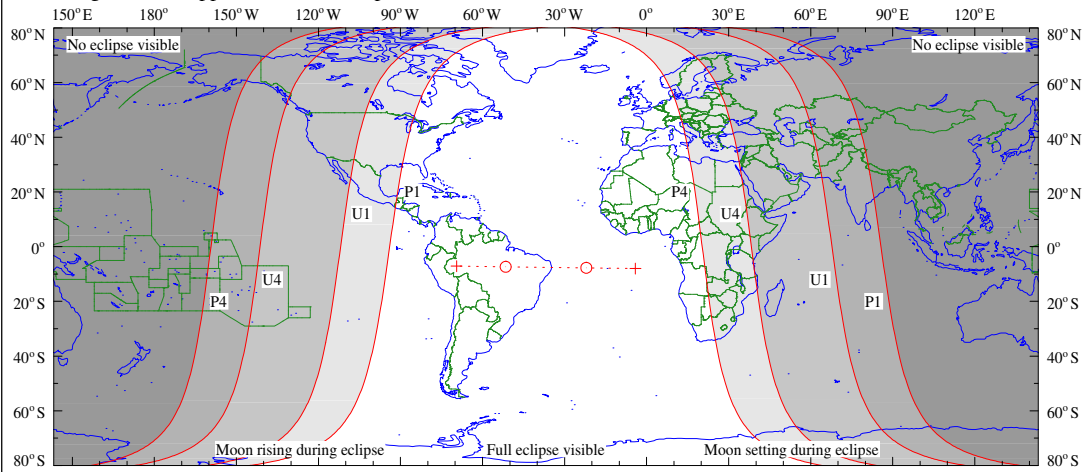 150° E 180° 150° W 120° W 90° W 60° W 30° W 0° 30° E 60° E 90° E 120° E
80° N No eclipse visible No eclipse visible 80° N
60° N 60° N
40° N 40° N
20° N P1 P4 20° N
U1 U4
0° 0°
U4 U1
20° S P4 P1 20° S
40° S 40° S
60° S 60° S
Moon rising during eclipse Full eclipse visible Moon setting during eclipse
80° S 80° S